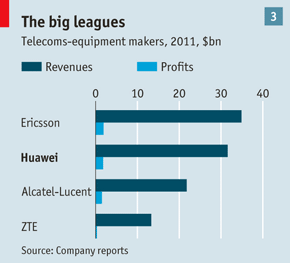 The big leagues
3
Telecoms-equipment makers, 2011, $bn
Revenues Profits
0 10 20 30 40
Ericsson
Huawei
Alcatel-Lucent
ZTE
Source: Company reports